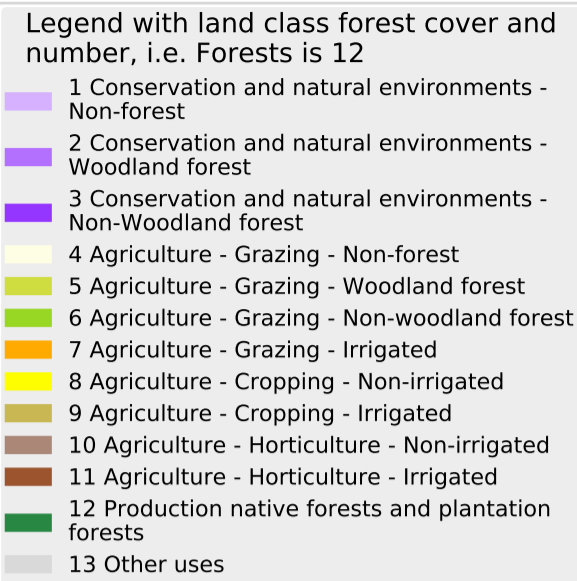 Legend with land class forest cover and
number, i.e. Forests is 12
1 Conservation and natural environments -
Non-forest
2 Conservation and natural environments -
Woodland forest
3 Conservation and natural environments -
Non-Woodland forest
4 Agriculture - Grazing - Non-forest
5 Agriculture - Grazing - Woodland forest
6 Agriculture - Grazing - Non-woodland forest
7 Agriculture - Grazing - Irrigated
8 Agriculture - Cropping - Non-irrigated
9 Agriculture - Cropping - Irrigated
10 Agriculture - Horticulture - Non-irrigated
11 Agriculture - Horticulture - Irrigated
12 Production native forests and plantation
forests
13 Other uses